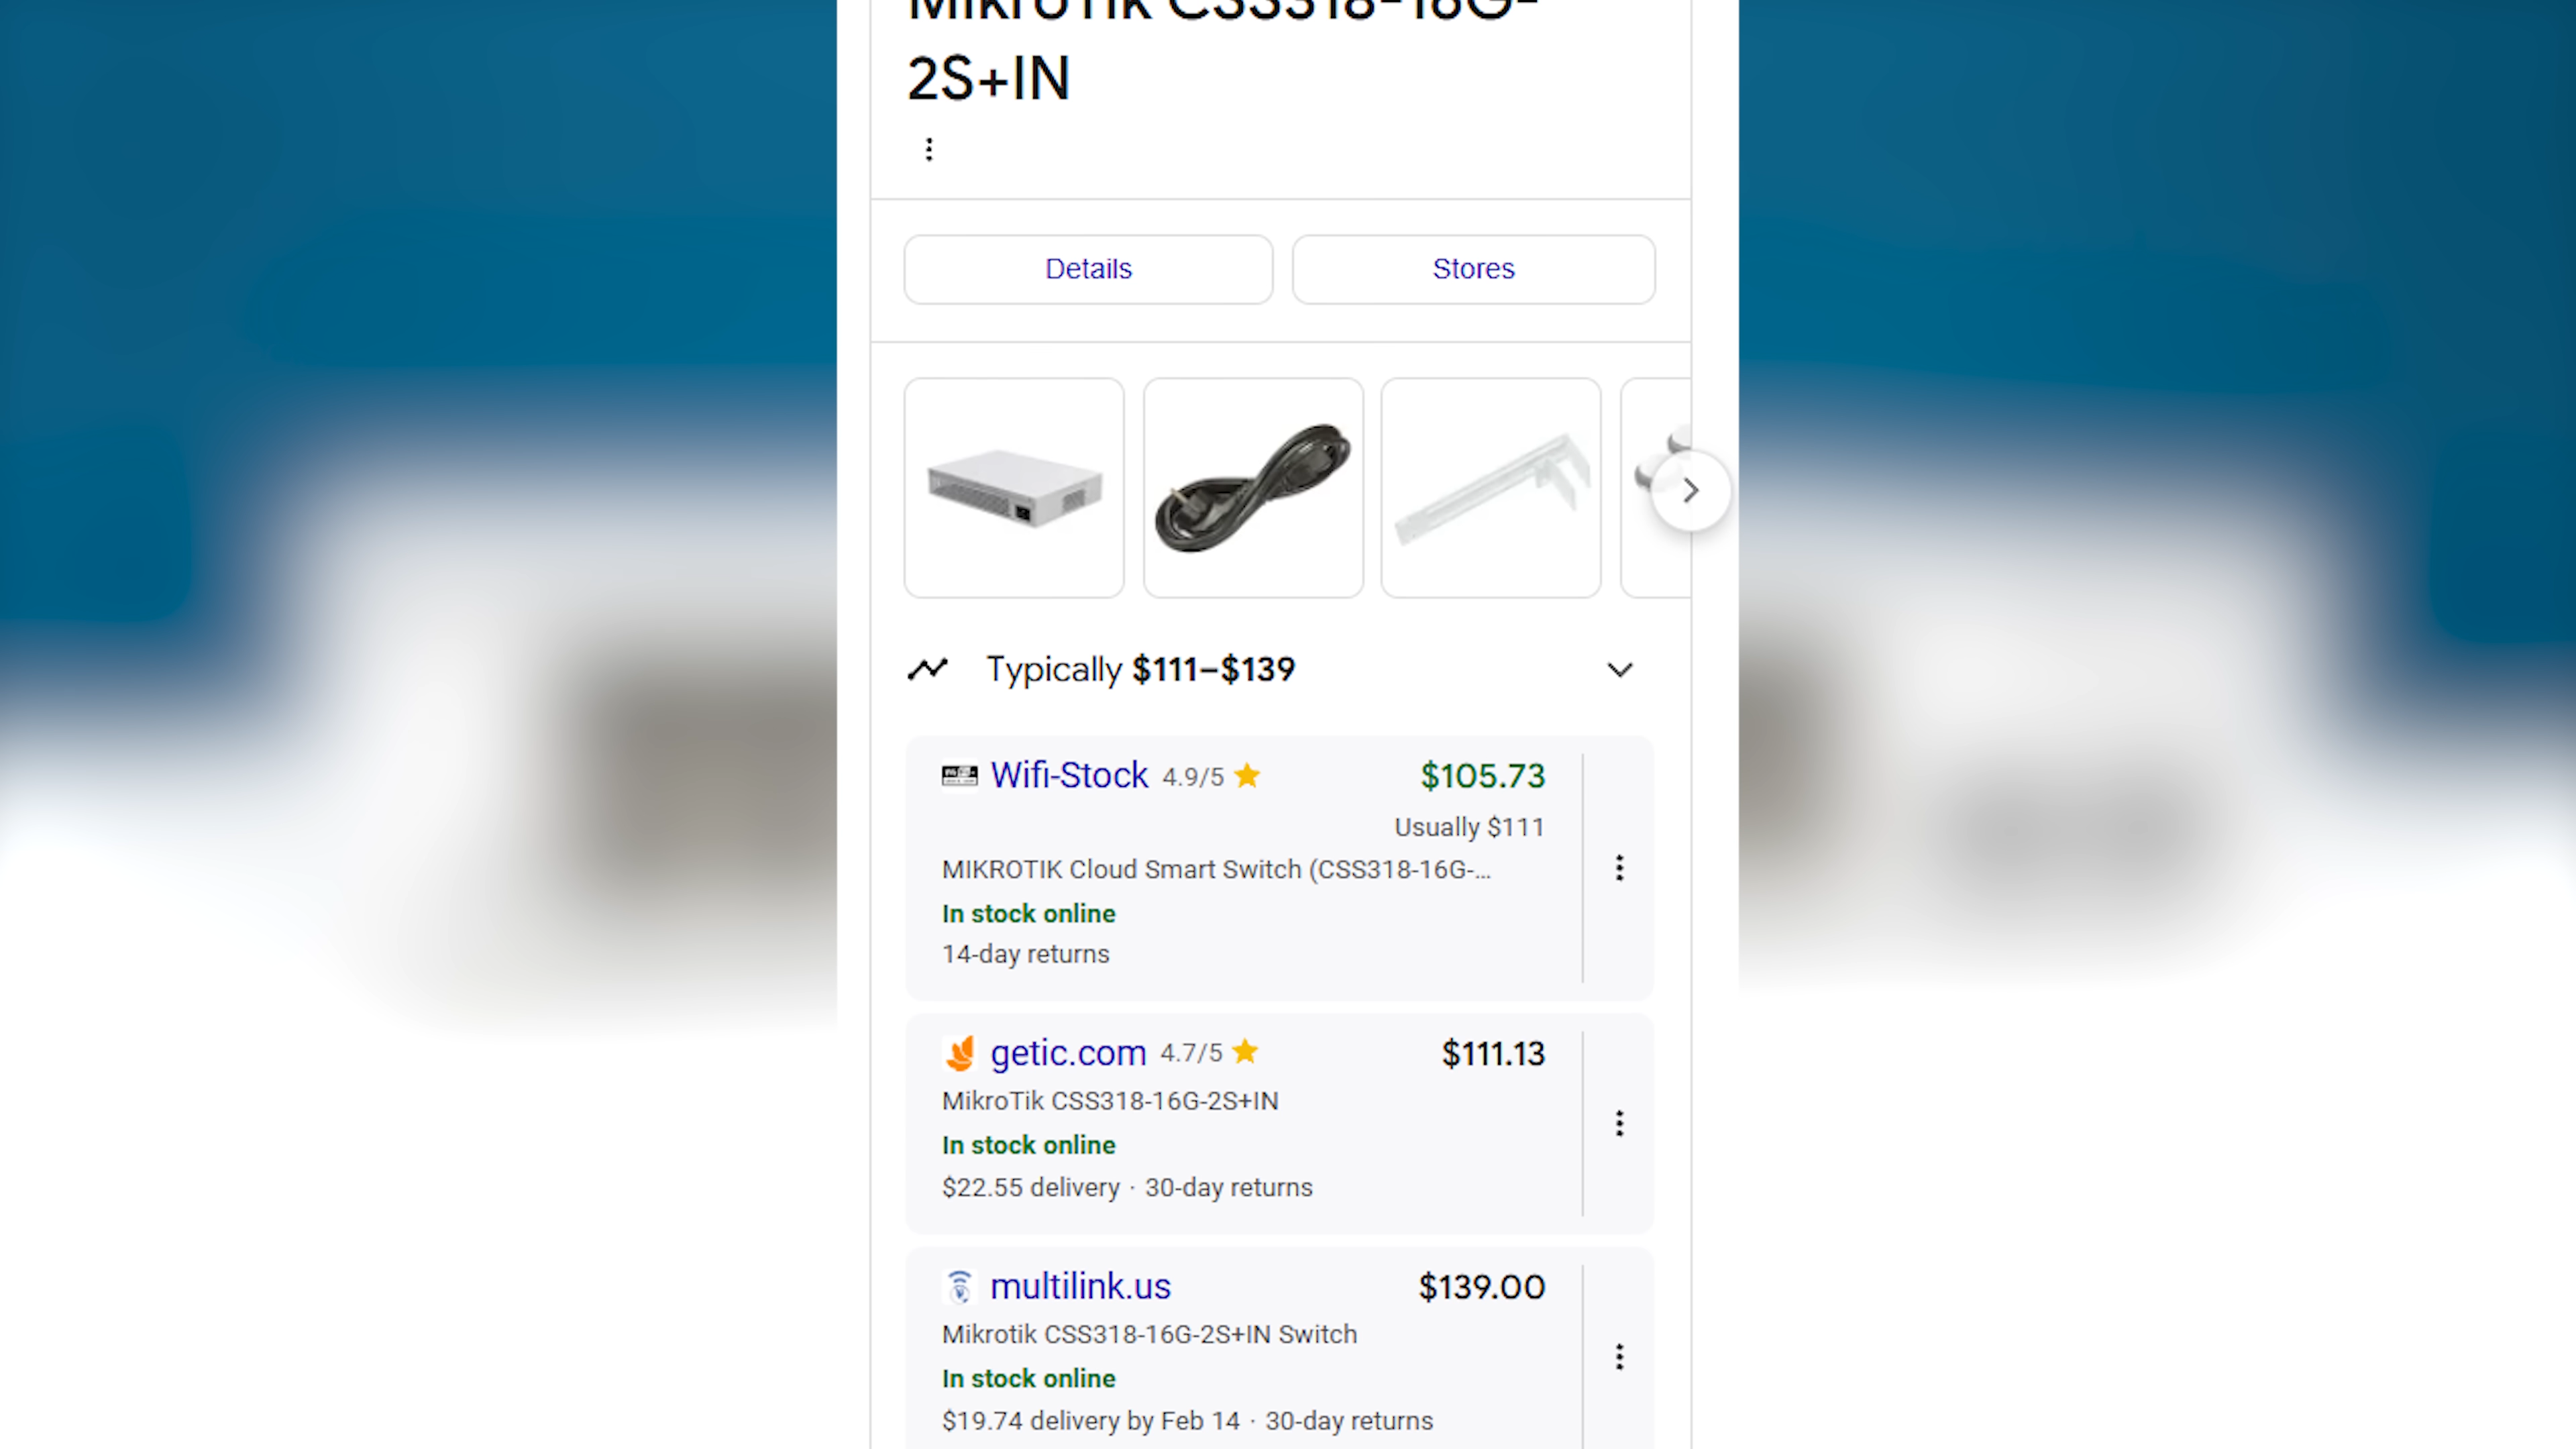 MikroTik CSS318-16G-
2S+IN
Details
Stores
Typically $111–$139
Wifi-Stock 4.9/5 $105.73
Usually $111
MIKROTIK Cloud Smart Switch (CSS318-16G-...
In stock online
14-day returns
getic.com 4.7/5 $111.13
MikroTik CSS318-16G-2S+IN
In stock online
$22.55 delivery · 30-day returns
multilink.us $139.00
Mikrotik CSS318-16G-2S+IN Switch
In stock online
$19.74 delivery by Feb 14 · 30-day returns